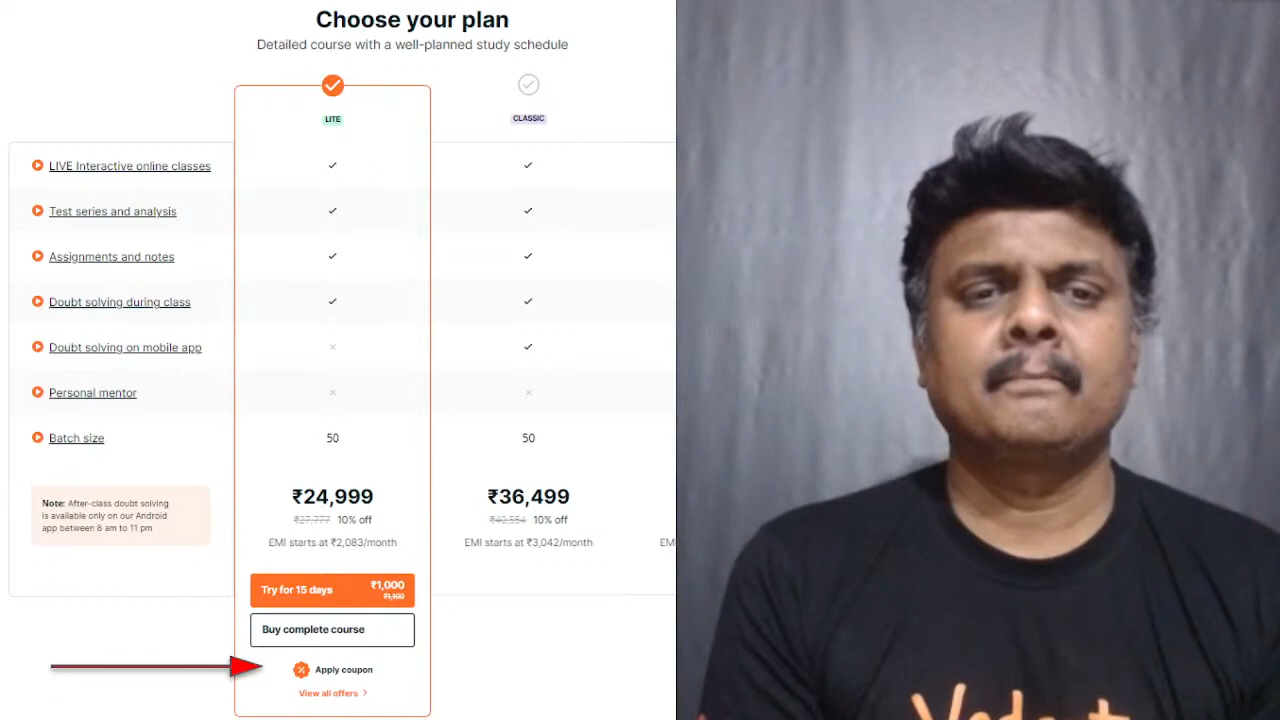 Choose your plan
Detailed course with a well-planned study schedule
LITE
CLASSIC
LIVE Interactive online classes
Test series and analysis
Assignments and notes
Doubt solving during class
Doubt solving on mobile app
Personal mentor
Batch size
50
50
Note: After-class doubt solving
is available only on our Android
app between 8 am to 11 pm
₹24,999
₹27,777 10% off
EMI starts at ₹2,083/month
₹36,499
₹40,554 10% off
EMI starts at ₹3,042/month
EM
Try for 15 days
₹1,000
₹1,100
Buy complete course
Apply coupon
View all offers